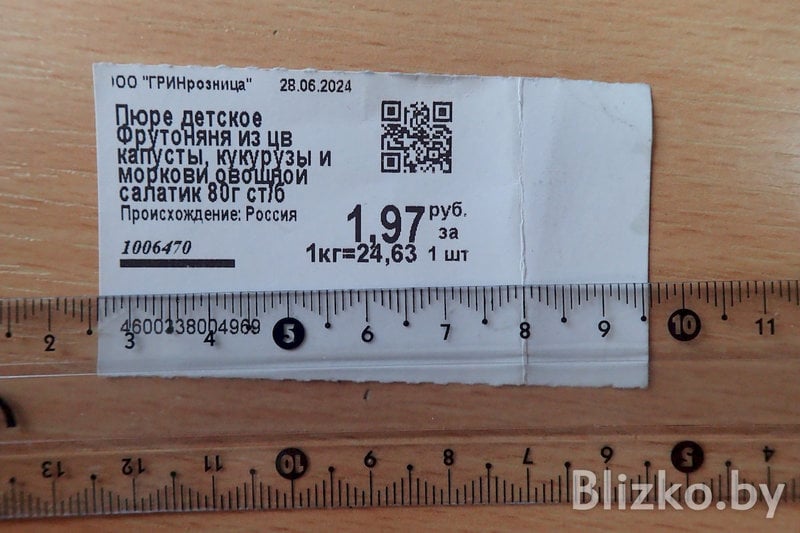 ООО "ГРИНрозница" 28.06.2024
Пюре детское
Фрутоняня из цв
капусты, кукурузы и
моркови овощной
салатик 80г ст/б
Происхождение: Россия
1,97 руб.
за
1 шт
1кг=24,63
1006470
4600338004969
2 3 4 5 6 7 8 9 10 11
13 12 11 10 9 8 7 6 5 4
Blizko.by